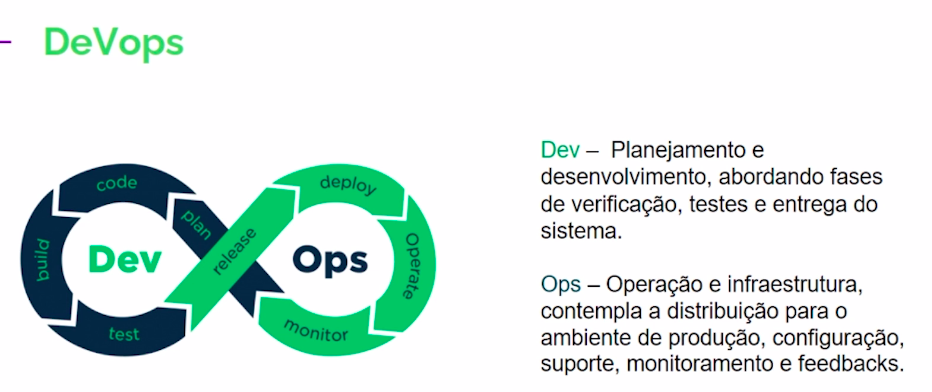 DeVops
code
plan
build
Dev
test
release
deploy
Operate
Ops
monitor
Dev – Planejamento e
desenvolvimento, abordando fases
de verificação, testes e entrega do
sistema.
Ops – Operação e infraestrutura,
contempla a distribuição para o
ambiente de produção, configuração,
suporte, monitoramento e feedbacks.